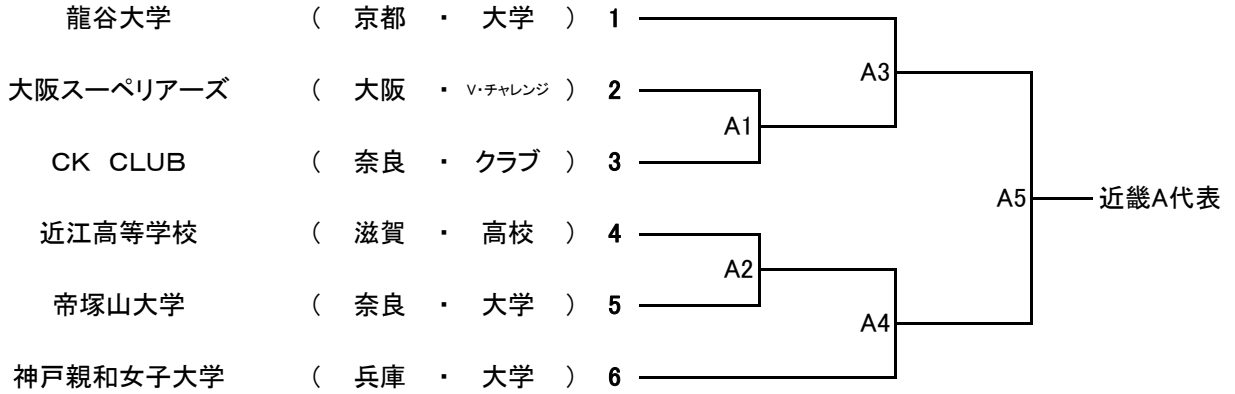 龍谷大学 ( 京都 ・ 大学 ) 1
A3
大阪スーペリアーズ ( 大阪 ・ V・チャレンジ ) 2
A1
CK CLUB ( 奈良 ・ クラブ ) 3
A5 近畿A代表
近江高等学校 ( 滋賀 ・ 高校 ) 4
A2
帝塚山大学 ( 奈良 ・ 大学 ) 5
A4
神戸親和女子大学 ( 兵庫 ・ 大学 ) 6